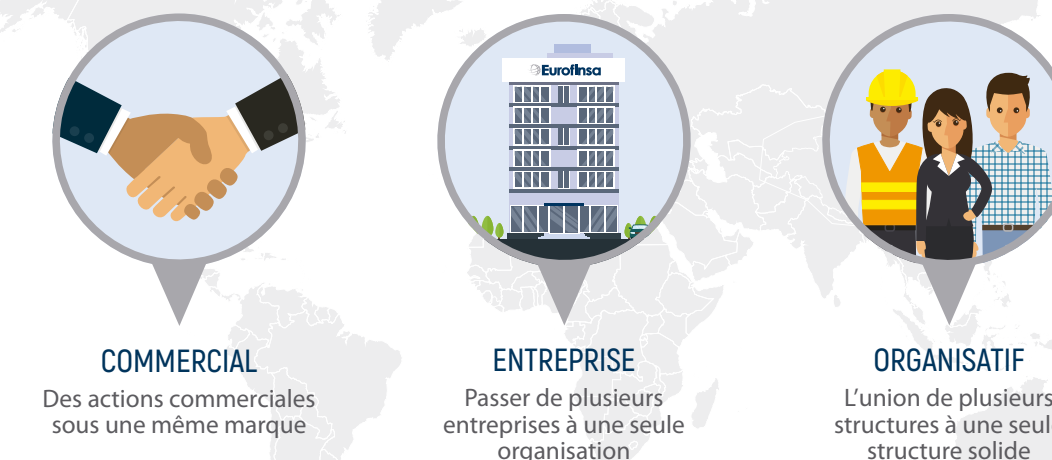 Eurofinsa
COMMERCIAL
Des actions commerciales
sous une même marque
ENTREPRISE
Passer de plusieurs
entreprises à une seule
organisation
ORGANISATIF
L’union de plusieurs
structures à une seule
structure solide